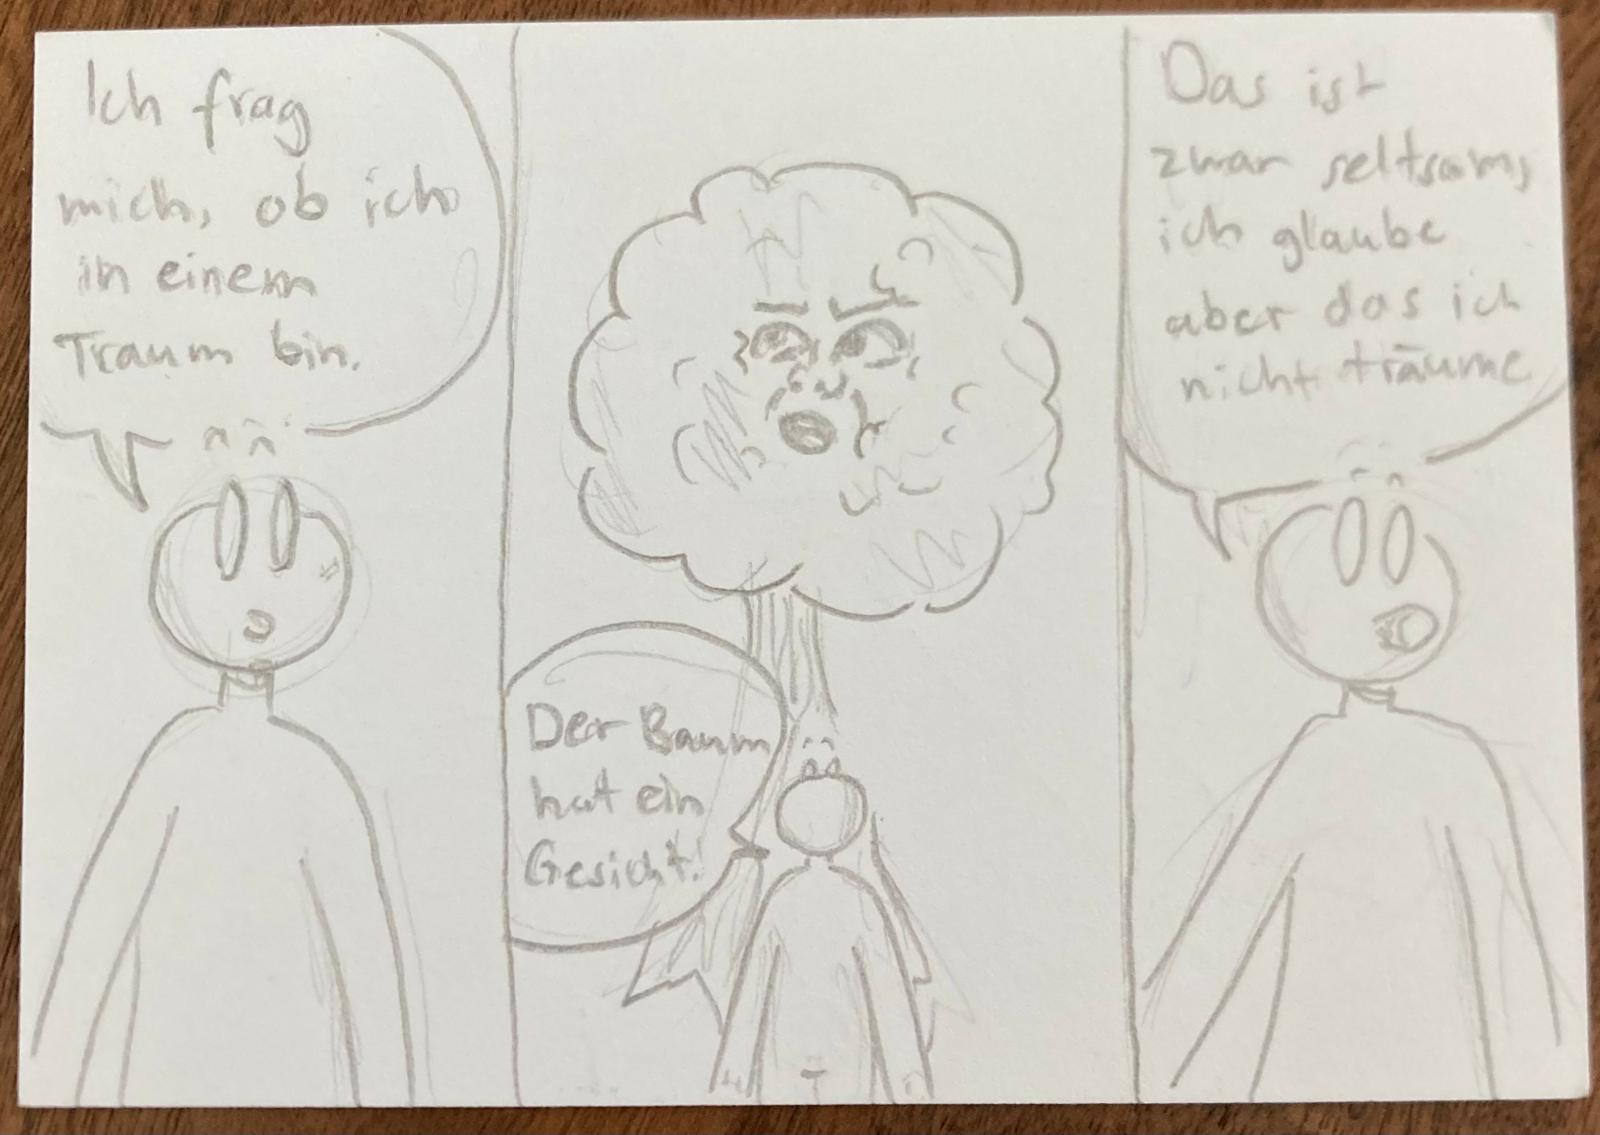 Ich frag
mich, ob ich
in einem
Traum bin.
Der Baum
hat ein
Gesicht!
Das ist
zwar seltsam,
ich glaube
aber das ich
nicht träume